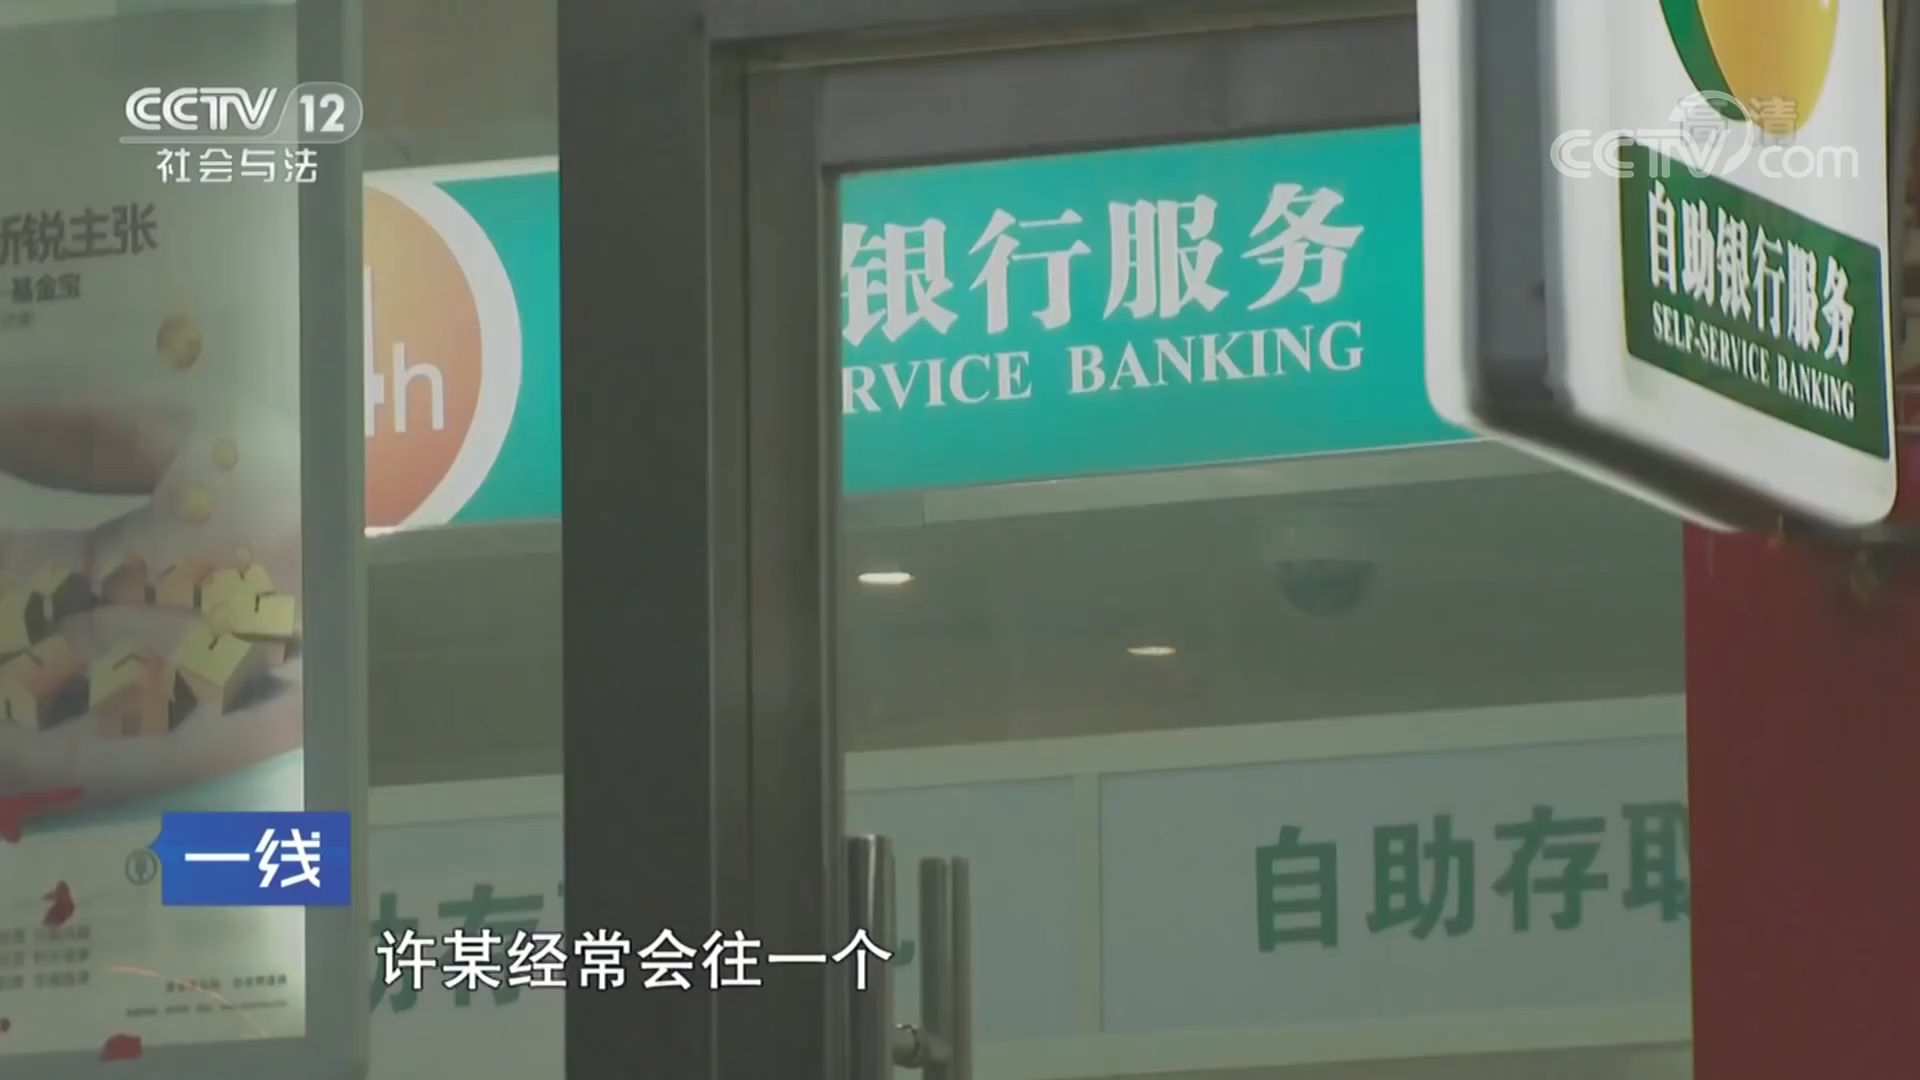 CCTV 12
社会与法
高清
CCTV com
新锐主张
基金宝
4h
银行服务
RVICE BANKING
自助银行服务
SELF-SERVICE BANKING
自助存取
助存
一线
许某经常会往一个